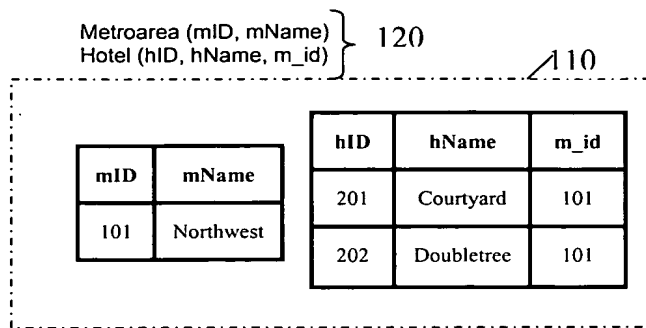 Metroarea (mID, mName)
Hotel (hID, hName, m_id)
120
110
mID mName
101 Northwest
hID hName m_id
201 Courtyard 101
202 Doubletree 101